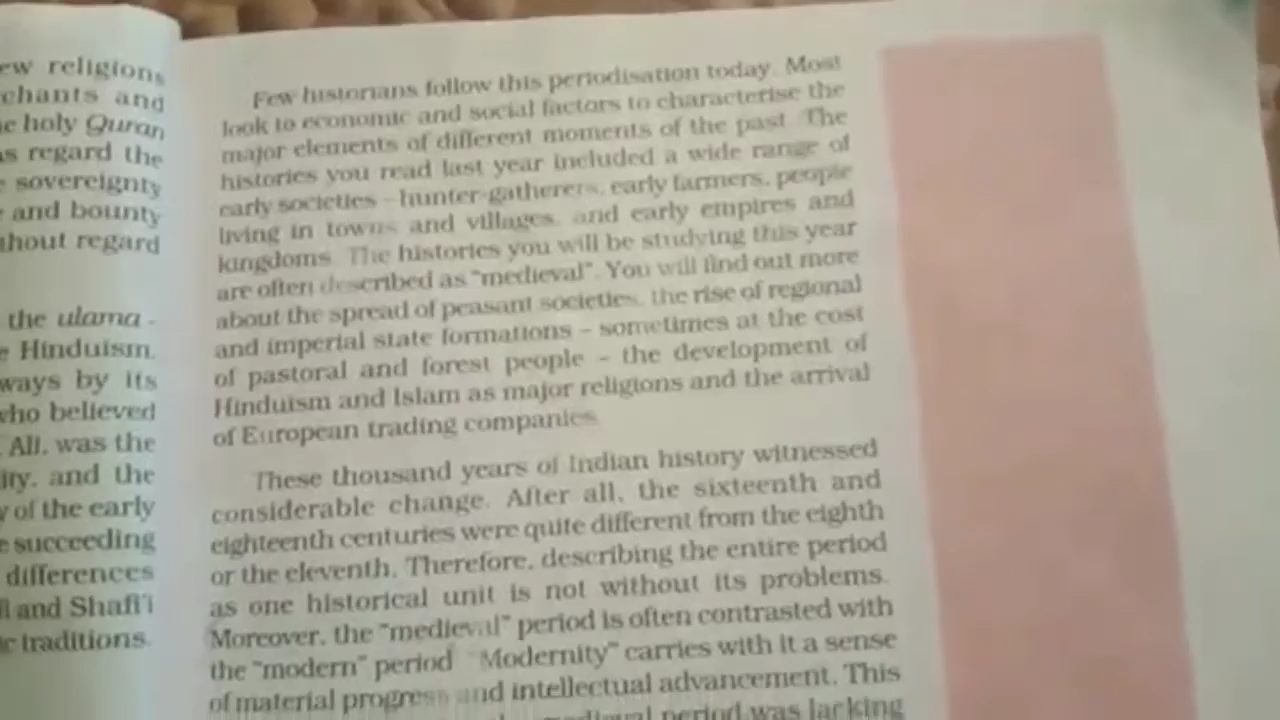 ew religions
chants and
e holy Quran
s regard the
sovereignty
and bounty
thout regard
the ulama -
e Hinduism,
ways by its
who believed
Ali, was the
ity, and the
y of the early
e succeeding
differences
fi and Shafi'i
ic traditions.
Few historians follow this periodisation today. Most
look to economic and social factors to characterise the
major elements of different moments of the past. The
histories you read last year included a wide range of
early societies – hunter-gatherers, early farmers, people
living in towns and villages, and early empires and
kingdoms. The histories you will be studying this year
are often described as "medieval". You will find out more
about the spread of peasant societies, the rise of regional
and imperial state formations – sometimes at the cost
of pastoral and forest people – the development of
Hinduism and Islam as major religions and the arrival
of European trading companies.
These thousand years of Indian history witnessed
considerable change. After all, the sixteenth and
eighteenth centuries were quite different from the eighth
or the eleventh. Therefore, describing the entire period
as one historical unit is not without its problems.
Moreover, the "medieval" period is often contrasted with
the "modern" period. "Modernity" carries with it a sense
of material progress and intellectual advancement. This
medieval period was lacking